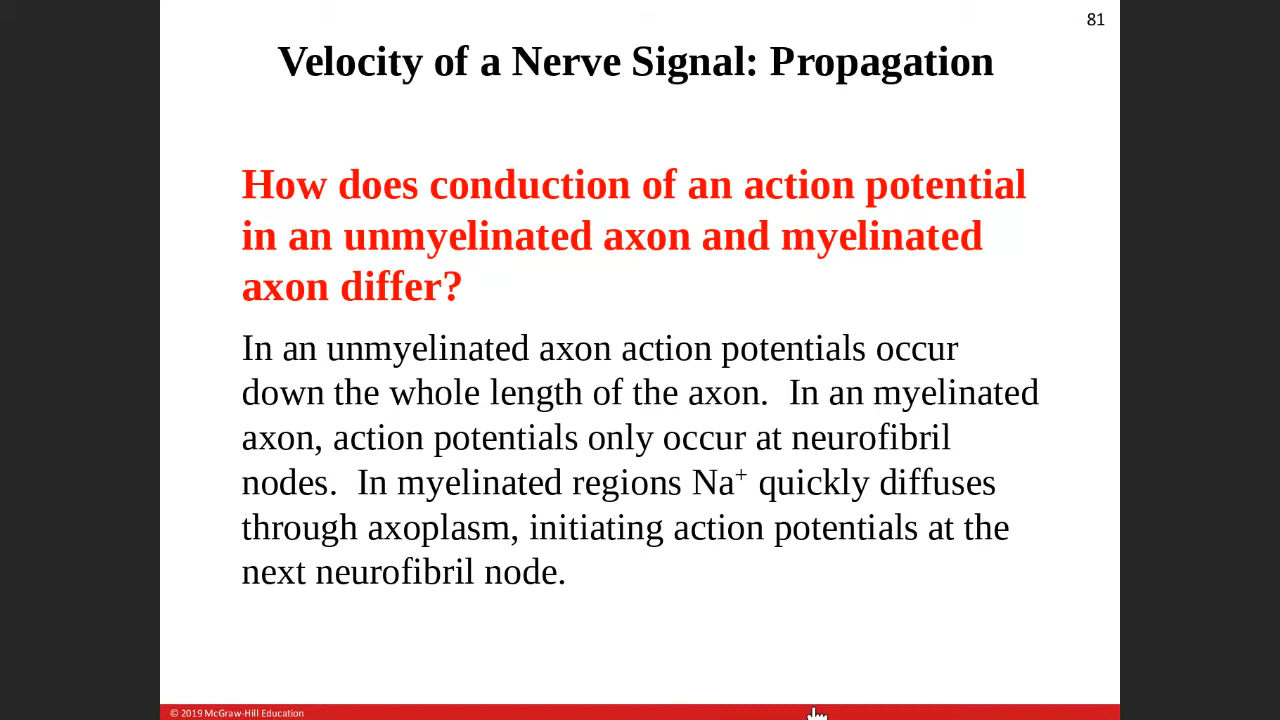 81
Velocity of a Nerve Signal: Propagation
How does conduction of an action potential
in an unmyelinated axon and myelinated
axon differ?
In an unmyelinated axon action potentials occur
down the whole length of the axon.  In an myelinated
axon, action potentials only occur at neurofibril
nodes.  In myelinated regions Na⁺ quickly diffuses
through axoplasm, initiating action potentials at the
next neurofibril node.
© 2019 McGraw-Hill Education